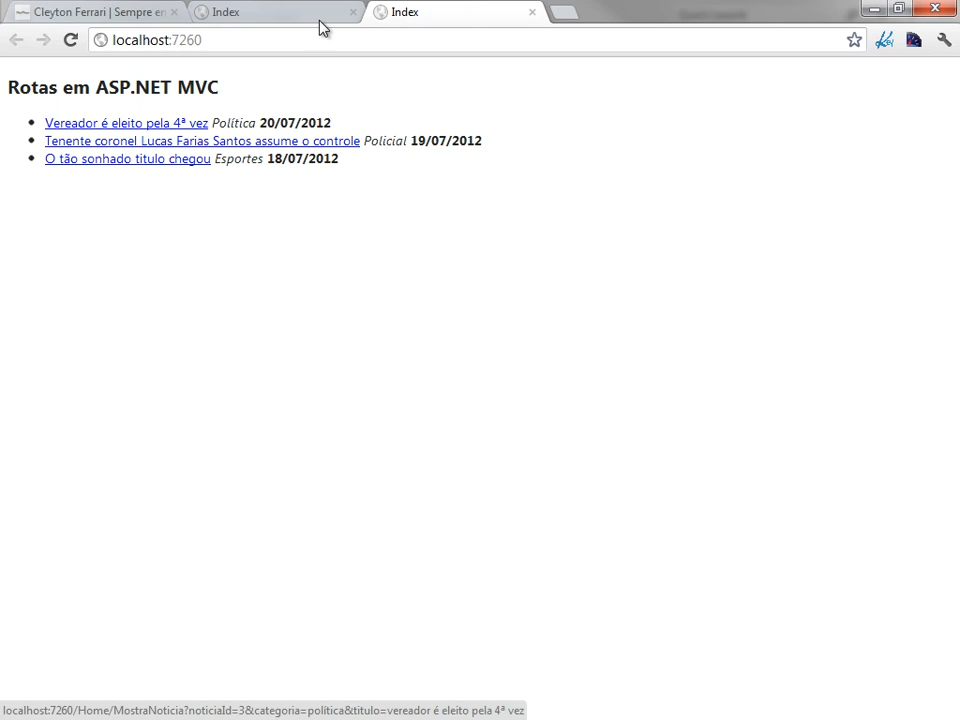 Cleyton Ferrari | Sempre en
Index
Index
localhost:7260
Rotas em ASP.NET MVC
Vereador é eleito pela 4ª vez Política 20/07/2012
Tenente coronel Lucas Farias Santos assume o controle Policial 19/07/2012
O tão sonhado titulo chegou Esportes 18/07/2012
localhost:7260/Home/MostraNoticia?noticiaId=3&categoria=política&titulo=vereador é eleito pela 4ª vez